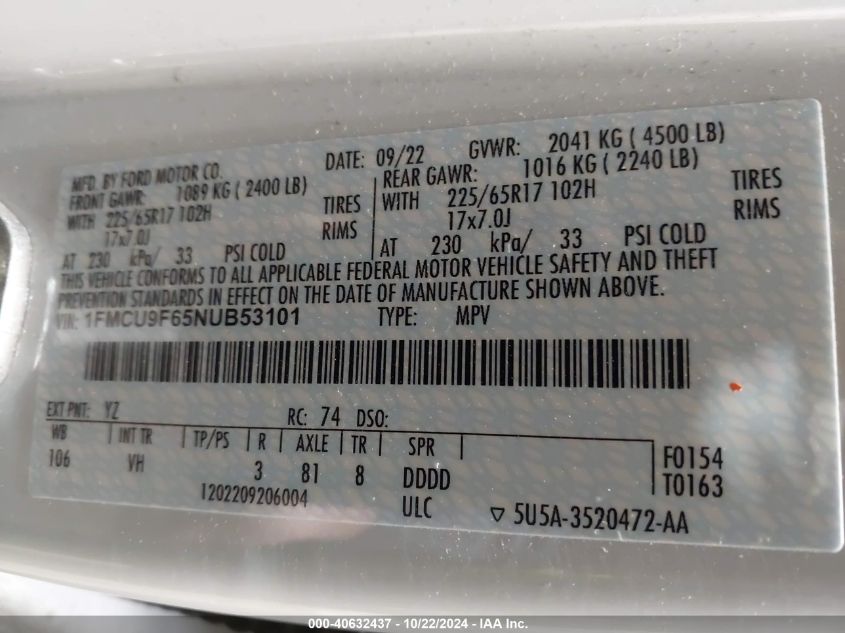 MFD. BY FORD MOTOR CO. DATE: 09/22 GVWR: 2041 KG ( 4500 LB)
FRONT GAWR: 1089 KG ( 2400 LB) REAR GAWR: 1016 KG ( 2240 LB)
WITH 225/65R17 102H TIRES WITH 225/65R17 102H TIRES
17x7.0J RIMS 17x7.0J RIMS
AT 230 kPa/ 33 PSI COLD AT 230 kPa/ 33 PSI COLD
THIS VEHICLE CONFORMS TO ALL APPLICABLE FEDERAL MOTOR VEHICLE SAFETY AND THEFT
PREVENTION STANDARDS IN EFFECT ON THE DATE OF MANUFACTURE SHOWN ABOVE.
VIN: 1FMCU9F65NUB53101 TYPE: MPV
EXT PNT: YZ RC: 74 DSO:
WB INT TR TP/PS R AXLE TR SPR
106 VH 3 81 8 DDDD
F0154
T0163
1202209206004 ULC ▽ 5U5A-3520472-AA
000-40632437 - 10/22/2024 - IAA Inc.